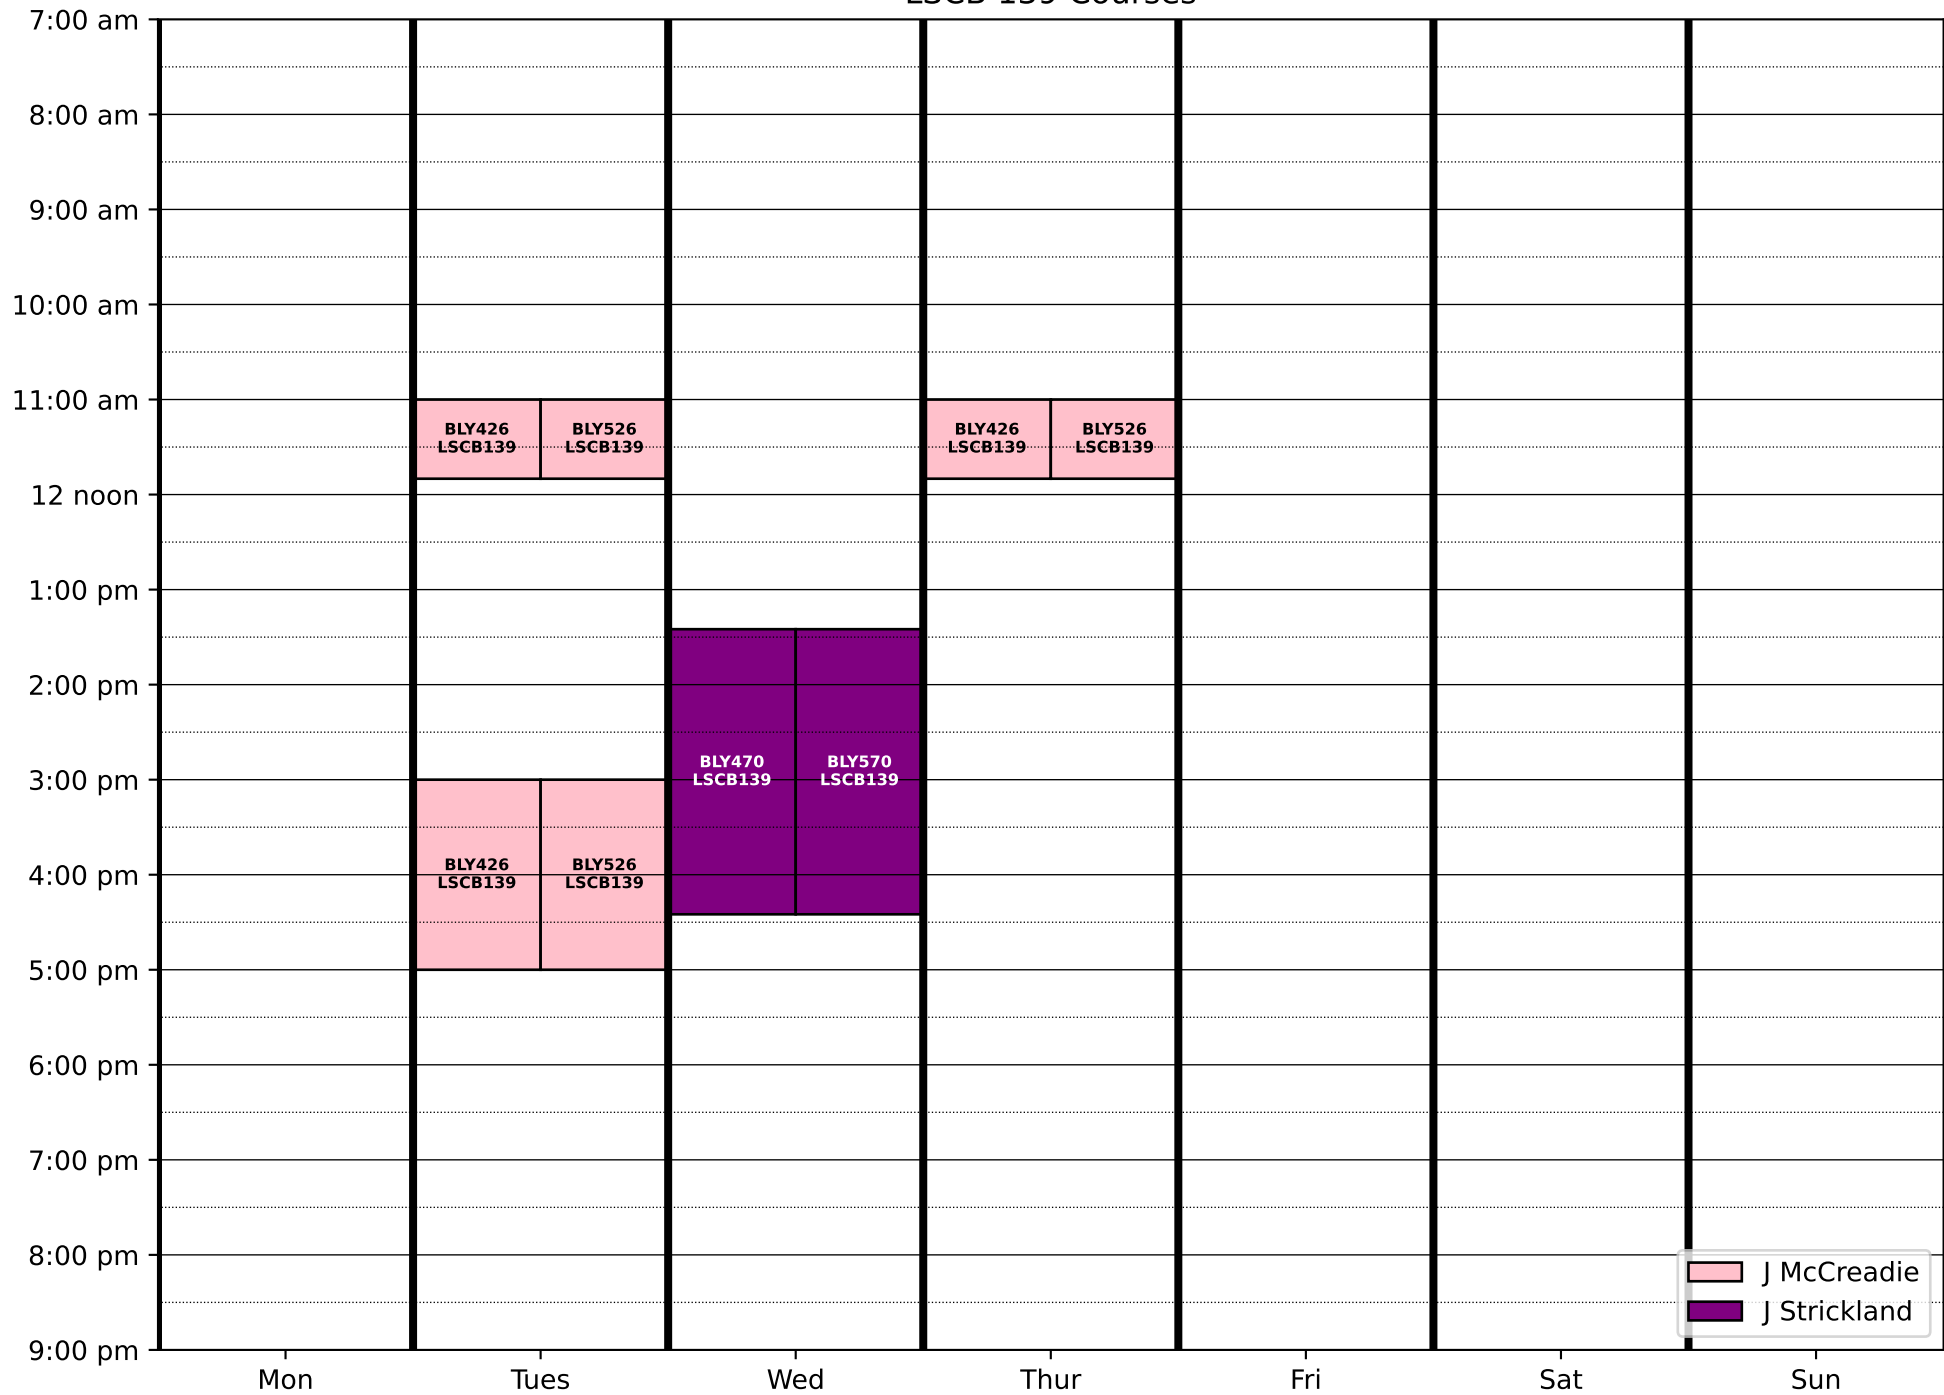 LSCB 139 Courses
7:00 am
8:00 am
9:00 am
10:00 am
11:00 am
BLY426
LSCB139
BLY526
LSCB139
BLY426
LSCB139
BLY526
LSCB139
12 noon
1:00 pm
2:00 pm
BLY470
LSCB139
BLY570
LSCB139
3:00 pm
BLY426
LSCB139
BLY526
LSCB139
4:00 pm
5:00 pm
6:00 pm
7:00 pm
8:00 pm
J McCreadie
J Strickland
9:00 pm
Mon
Tues
Wed
Thur
Fri
Sat
Sun